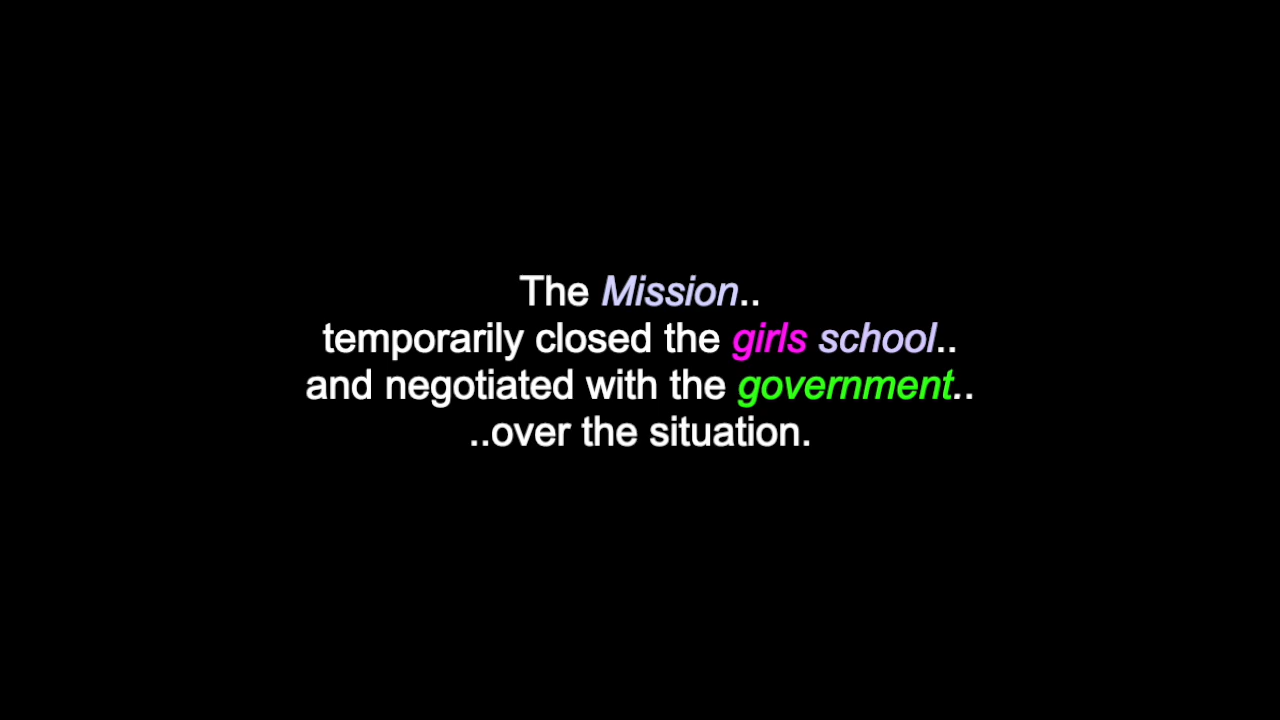 The Mission..
temporarily closed the girls school..
and negotiated with the government..
..over the situation.